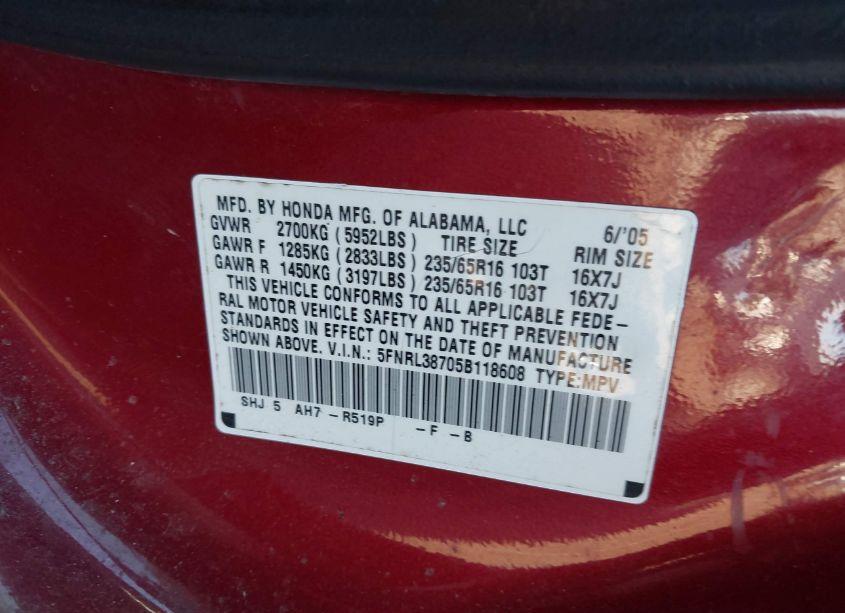 MFD. BY HONDA MFG. OF ALABAMA, LLC 6/'05
GVWR 2700KG (5952LBS) TIRE SIZE RIM SIZE
GAWR F 1285KG (2833LBS) 235/65R16 103T 16X7J
GAWR R 1450KG (3197LBS) 235/65R16 103T 16X7J
THIS VEHICLE CONFORMS TO ALL APPLICABLE FEDE-
RAL MOTOR VEHICLE SAFETY AND THEFT PREVENTION
STANDARDS IN EFFECT ON THE DATE OF MANUFACTURE
SHOWN ABOVE. V.I.N.: 5FNRL38705B118608 TYPE:MPV
SHJ 5 AH7 -R519P -F -B